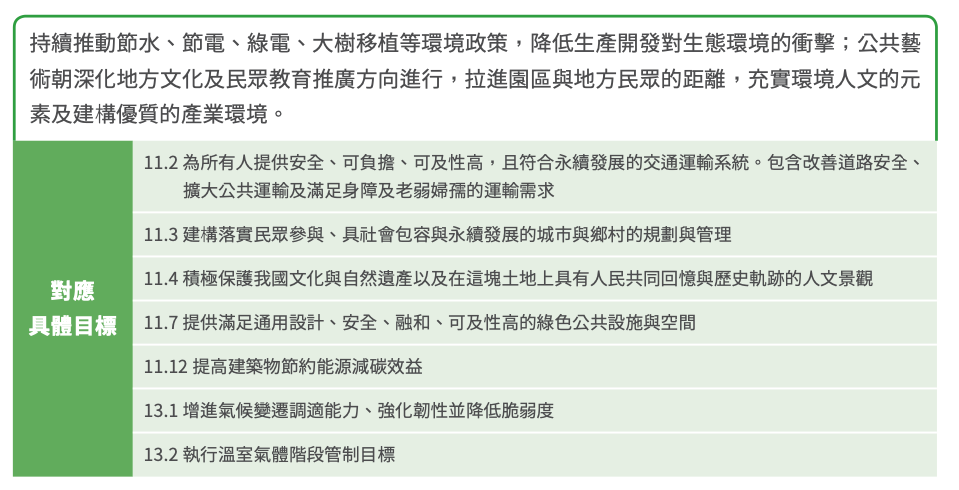 持續推動節水、節電、綠電、大樹移植等環境政策，降低生產開發對生態環境的衝擊；公共藝
術朝深化地方文化及民眾教育推廣方向進行，拉進園區與地方民眾的距離，充實環境人文的元
素及建構優質的產業環境。
對應
具體目標
11.2 為所有人提供安全、可負擔、可及性高，且符合永續發展的交通運輸系統。包含改善道路安全、
擴大公共運輸及滿足身障及老弱婦孺的運輸需求
11.3 建構落實民眾參與、具社會包容與永續發展的城市與鄉村的規劃與管理
11.4 積極保護我國文化與自然遺產以及在這塊土地上具有人民共同回憶與歷史軌跡的人文景觀
11.7 提供滿足通用設計、安全、融和、可及性高的綠色公共設施與空間
11.12 提高建築物節約能源減碳效益
13.1 增進氣候變遷調適能力、強化韌性並降低脆弱度
13.2 執行溫室氣體階段管制目標